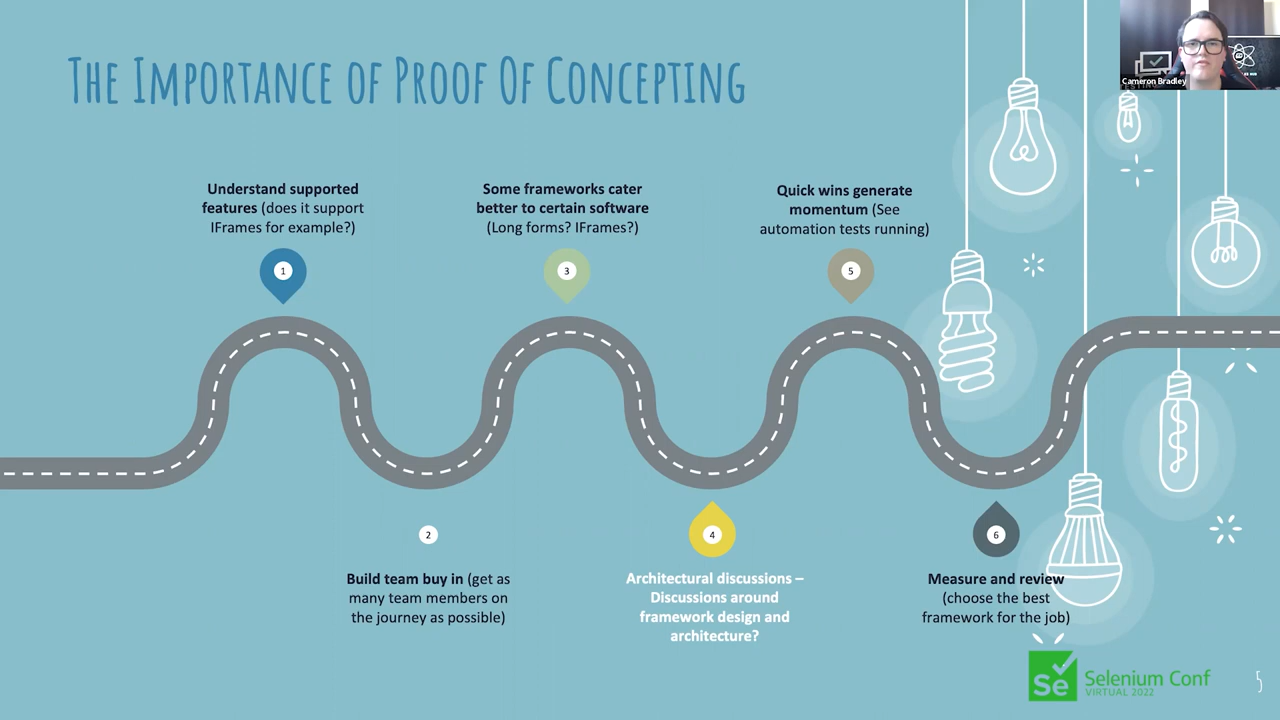 The Importance of Proof Of Concepting
Cameron Bradley
Understand supported
features (does it support
IFrames for example?)
1
Some frameworks cater
better to certain software
(Long forms? IFrames?)
3
Quick wins generate
momentum (See
automation tests running)
5
2
Build team buy in (get as
many team members on
the journey as possible)
4
Architectural discussions –
Discussions around
framework design and
architecture?
6
Measure and review
(choose the best
framework for the job)
Se
Selenium Conf
VIRTUAL 2022
5